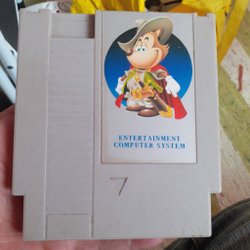 ENTERTAINMENT
COMPUTER SYSTEM
7